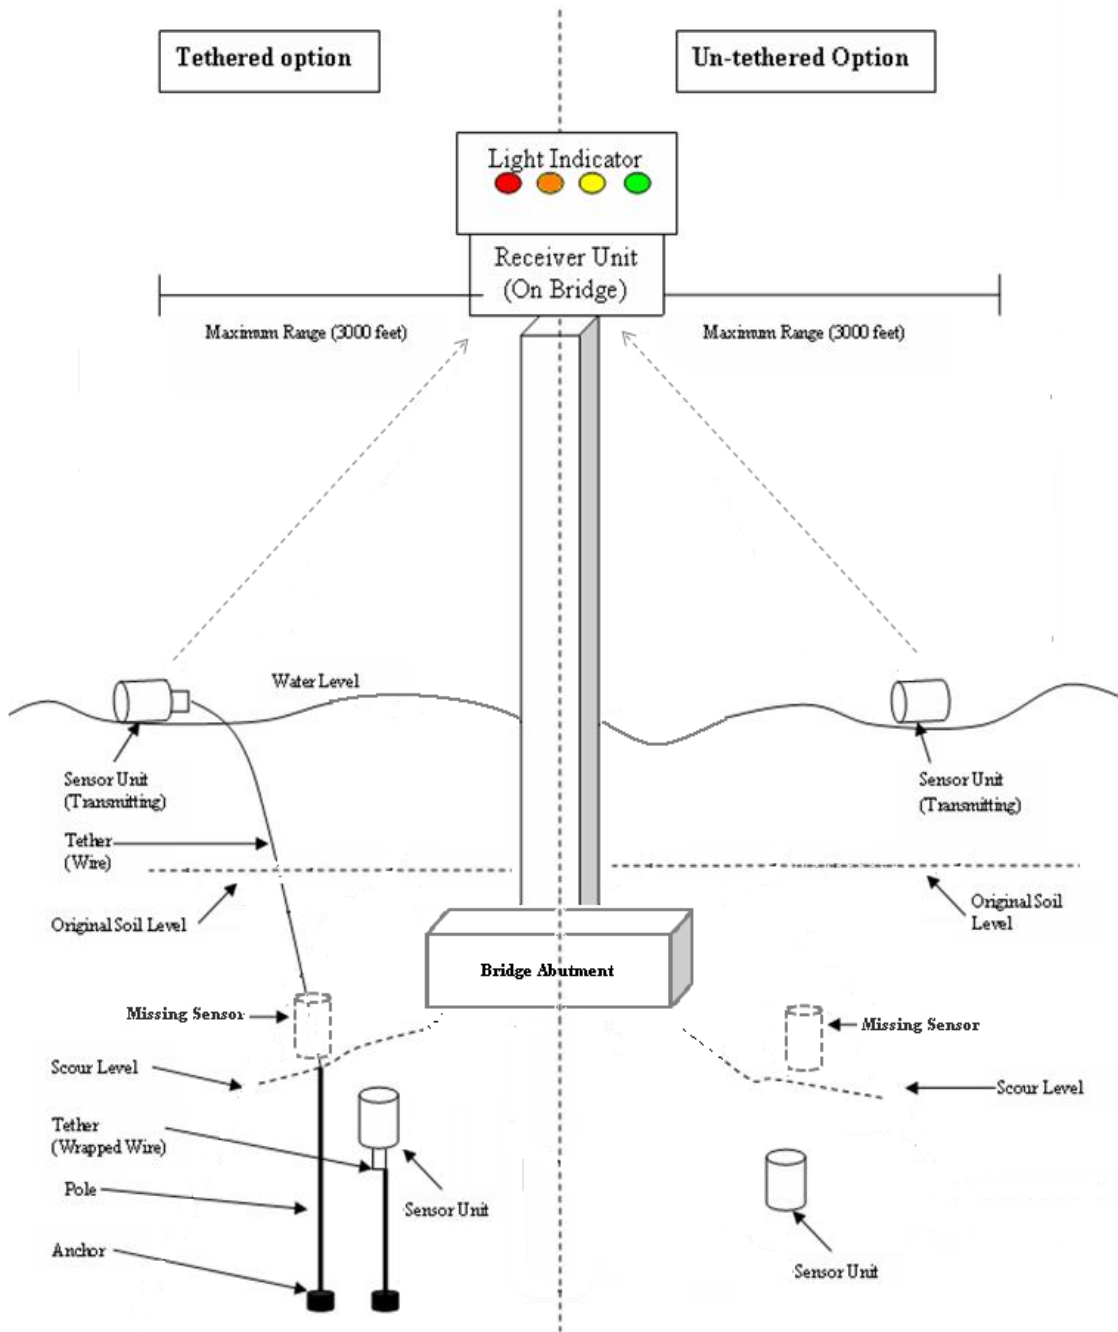 Tethered option
Un-tethered Option
Light Indicator
Receiver Unit
(On Bridge)
Maximum Range (3000 feet)
Maximum Range (3000 feet)
Water Level
Sensor Unit
(Transmitting)
Sensor Unit
(Transmitting)
Tether
(Wire)
Original Soil Level
Original Soil
Level
Bridge Abutment
Missing Sensor
Missing Sensor
Scour Level
Scour Level
Tether
(Wrapped Wire)
Pole
Sensor Unit
Anchor
Sensor Unit